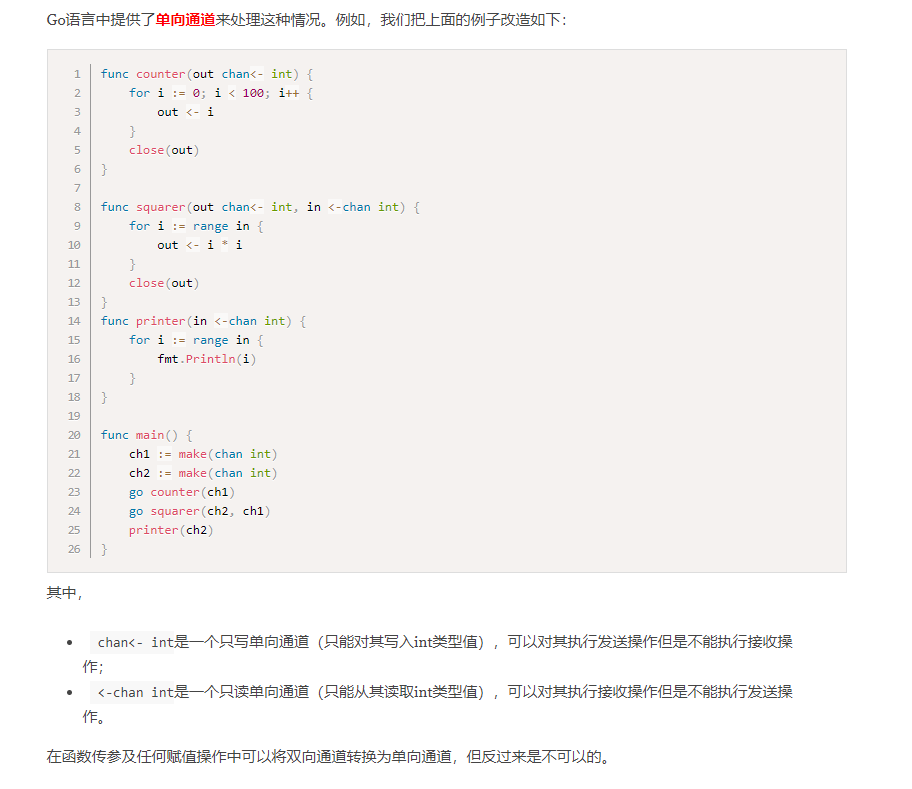 Go语言中提供了单向通道来处理这种情况。例如，我们把上面的例子改造如下：
1 func counter(out chan<- int) {
2     for i := 0; i < 100; i++ {
3         out <- i
4     }
5     close(out)
6 }
7
8 func squarer(out chan<- int, in <-chan int) {
9     for i := range in {
10         out <- i * i
11     }
12     close(out)
13 }
14 func printer(in <-chan int) {
15     for i := range in {
16         fmt.Println(i)
17     }
18 }
19
20 func main() {
21     ch1 := make(chan int)
22     ch2 := make(chan int)
23     go counter(ch1)
24     go squarer(ch2, ch1)
25     printer(ch2)
26 }
其中，
• chan<- int是一个只写单向通道（只能对其写入int类型值），可以对其执行发送操作但是不能执行接收操
作；
• <-chan int是一个只读单向通道（只能从其读取int类型值），可以对其执行接收操作但是不能执行发送操
作。
在函数传参及任何赋值操作中可以将双向通道转换为单向通道，但反过来是不可以的。